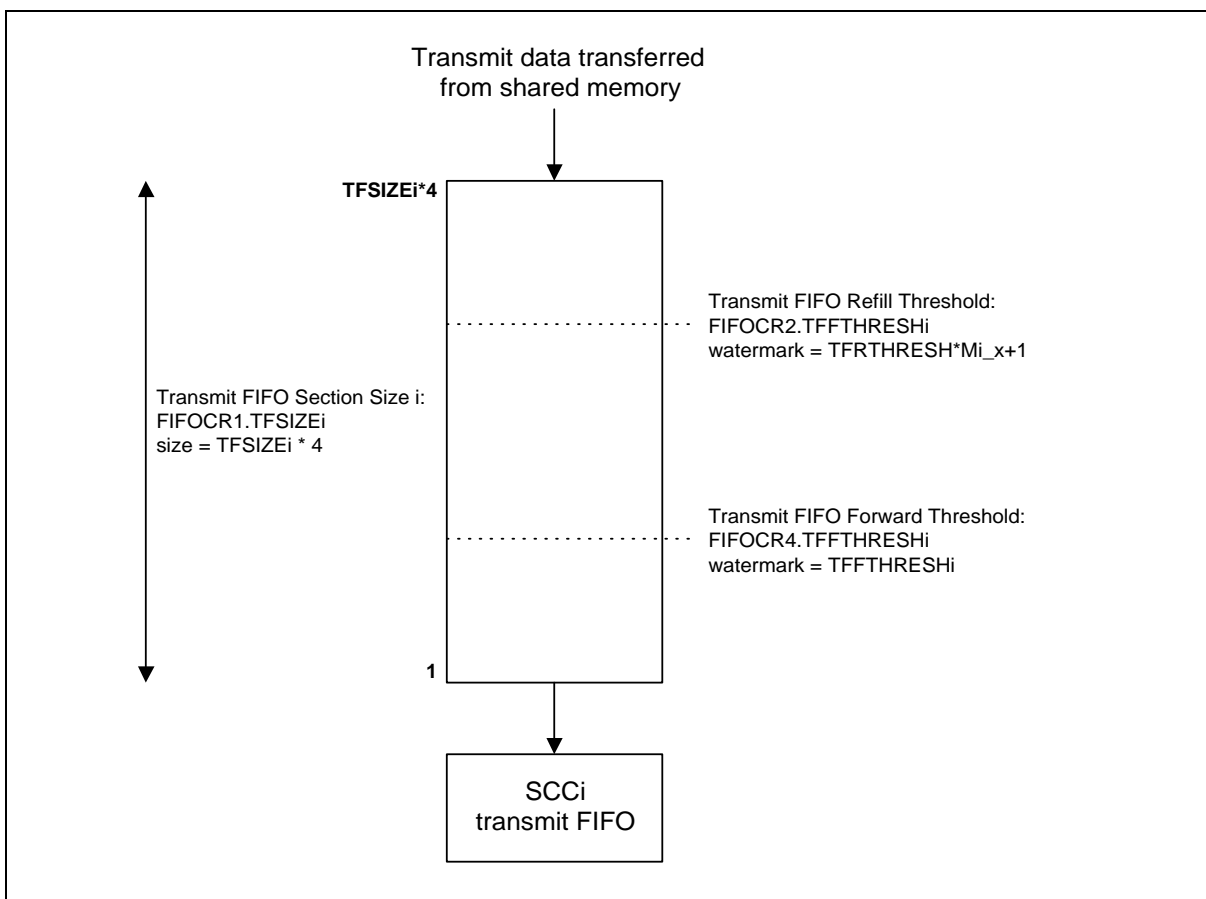 Transmit data transferred
from shared memory
TFSIZEi*4
Transmit FIFO Refill Threshold:
FIFOCR2.TFFTHRESHi
watermark = TFRTHRESH*Mi_x+1
Transmit FIFO Section Size i:
FIFOCR1.TFSIZEi
size = TFSIZEi * 4
Transmit FIFO Forward Threshold:
FIFOCR4.TFFTHRESHi
watermark = TFFTHRESHi
1
SCCi
transmit FIFO